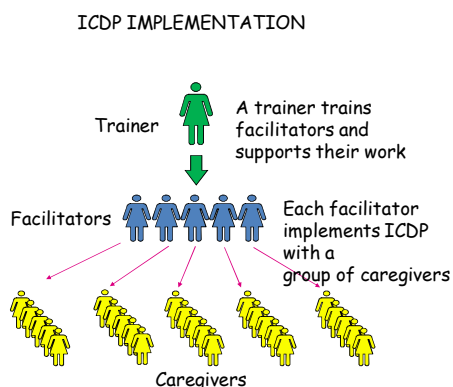 ICDP IMPLEMENTATION
Trainer
A trainer trains
facilitators and
supports their work
Facilitators
Each facilitator
implements ICDP
with a
group of caregivers
Caregivers